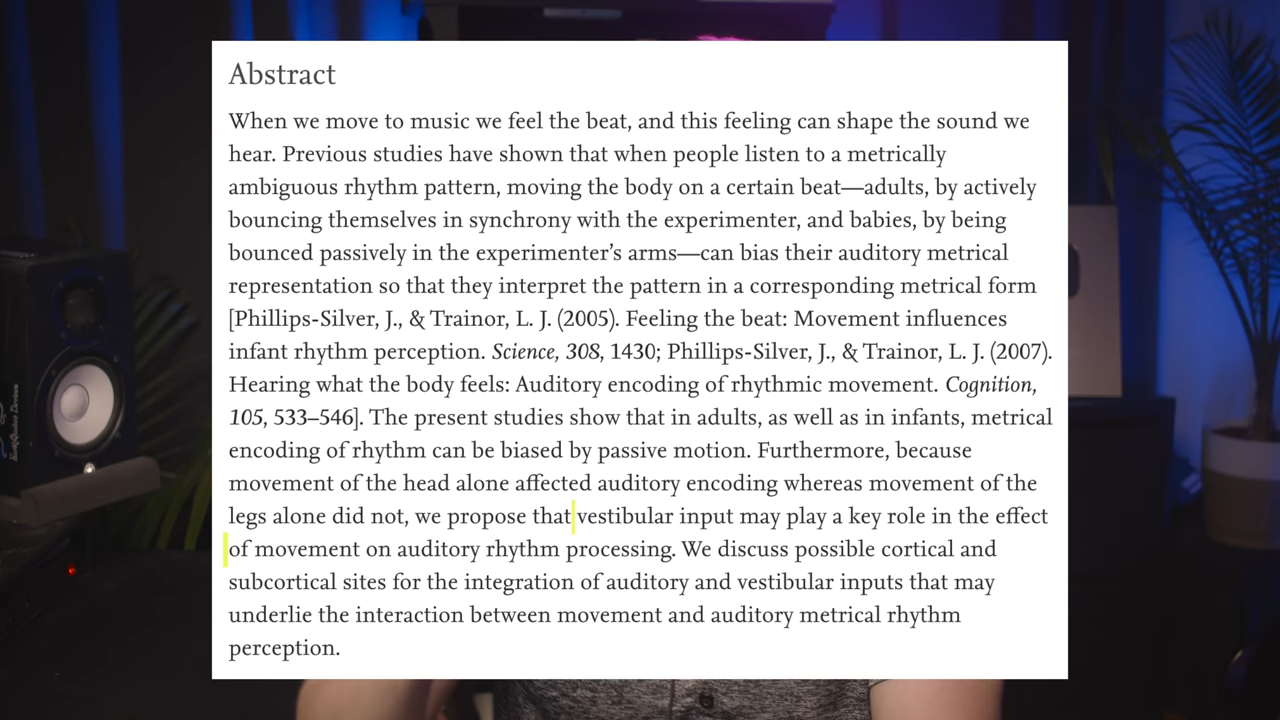 Abstract
When we move to music we feel the beat, and this feeling can shape the sound we
hear. Previous studies have shown that when people listen to a metrically
ambiguous rhythm pattern, moving the body on a certain beat—adults, by actively
bouncing themselves in synchrony with the experimenter, and babies, by being
bounced passively in the experimenter’s arms—can bias their auditory metrical
representation so that they interpret the pattern in a corresponding metrical form
[Phillips-Silver, J., & Trainor, L. J. (2005). Feeling the beat: Movement influences
infant rhythm perception. Science, 308, 1430; Phillips-Silver, J., & Trainor, L. J. (2007).
Hearing what the body feels: Auditory encoding of rhythmic movement. Cognition,
105, 533–546]. The present studies show that in adults, as well as in infants, metrical
encoding of rhythm can be biased by passive motion. Furthermore, because
movement of the head alone affected auditory encoding whereas movement of the
legs alone did not, we propose that vestibular input may play a key role in the effect
of movement on auditory rhythm processing. We discuss possible cortical and
subcortical sites for the integration of auditory and vestibular inputs that may
underlie the interaction between movement and auditory metrical rhythm
perception.